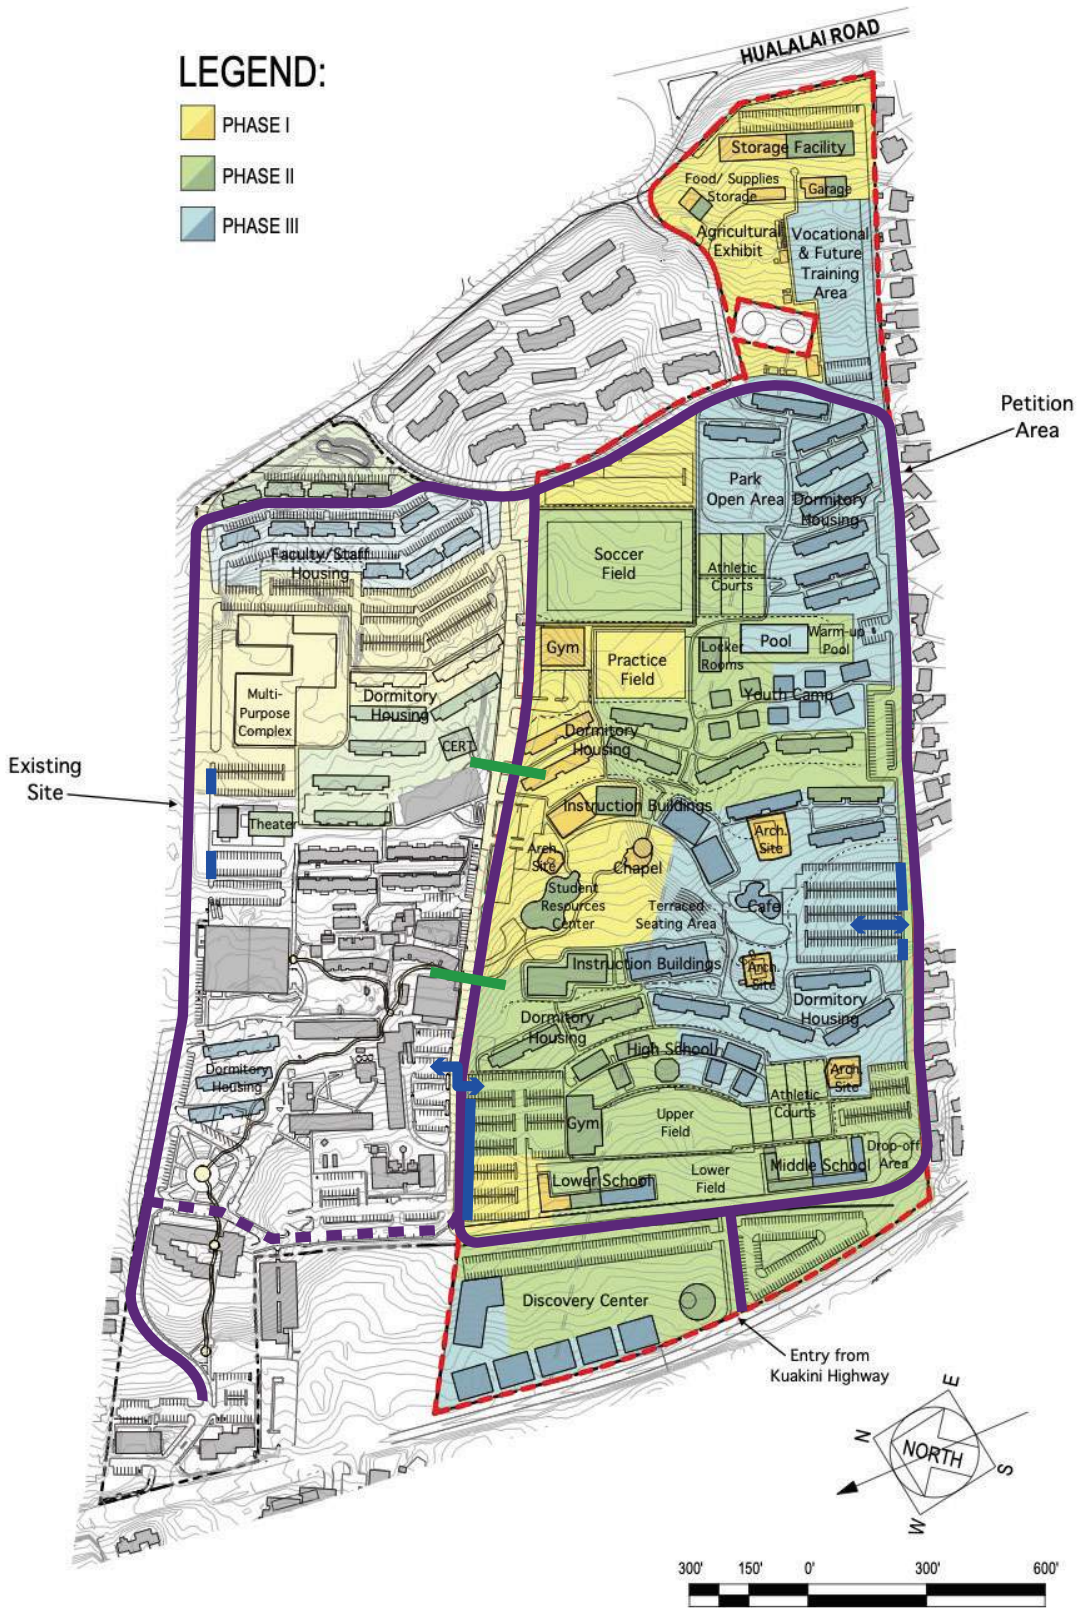 HUALALAI ROAD
LEGEND:
PHASE I
PHASE II
PHASE III
Storage Facility
Food/ Supplies
Storage
Garage
Agricultural
Exhibit
Vocational
& Future
Training
Area
Petition
Area
Park
Open Area
Dormitory
Housing
Soccer
Field
Athletic
Courts
Faculty/Staff
Housing
Gym
Practice
Field
Locker
Rooms
Pool
Warm-up
Pool
Youth Camp
Multi-
Purpose
Complex
Dormitory
Housing
CERT
Dormitory
Housing
Existing
Site
Theater
Instruction Buildings
Arch.
Site
Arch.
Site
Chapel
Student
Resources
Center
Terraced
Seating Area
Cafe
Instruction Buildings
Arch.
Site
Dormitory
Housing
Dormitory
Housing
High School
Dormitory
Housing
Arch.
Site
Athletic
Courts
Gym
Upper
Field
Drop-off
Area
Lower School
Lower
Field
Middle School
Discovery Center
Entry from
Kuakini Highway
N
E
NORTH
S
W
300' 150' 0' 300' 600'